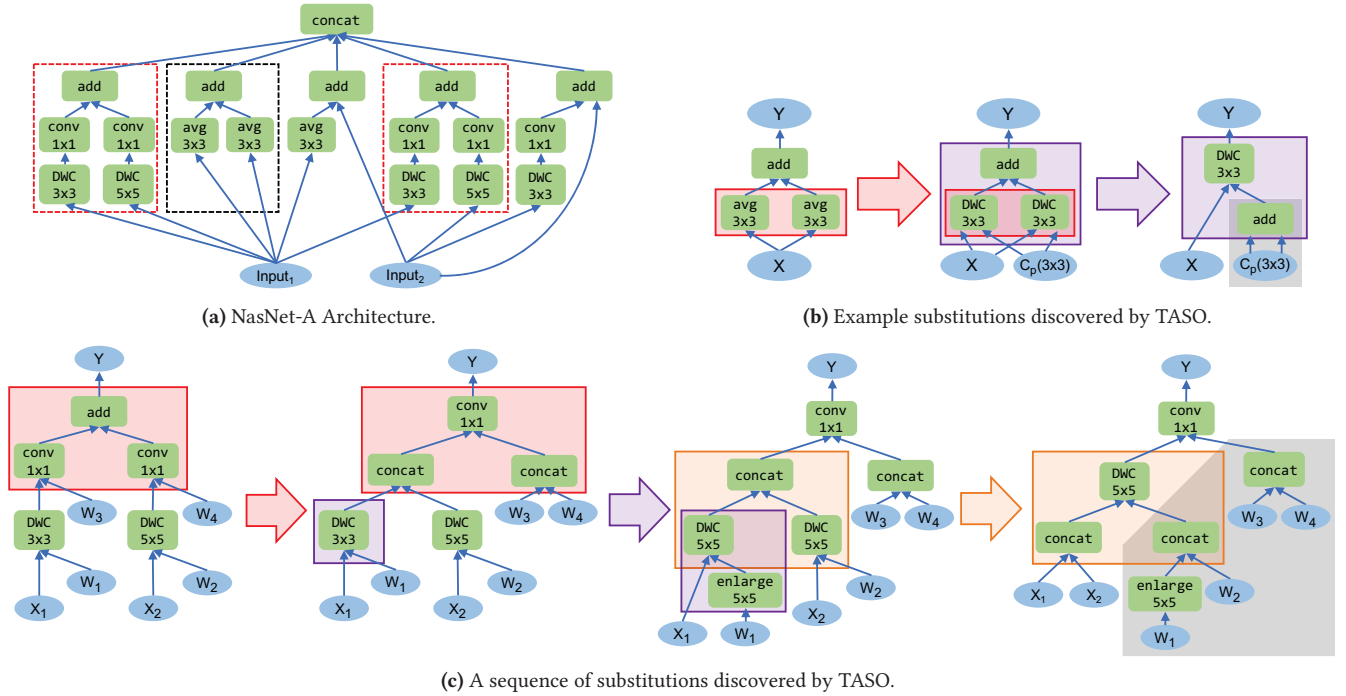 concat
add
add
add
add
add
conv 1x1
conv 1x1
avg 3x3
avg 3x3
avg 3x3
conv 1x1
conv 1x1
conv 1x1
DWC 3x3
DWC 5x5
DWC 3x3
DWC 5x5
DWC 3x3
Input1
Input2
(a) NasNet-A Architecture.
Y
add
avg 3x3
avg 3x3
X
Y
add
DWC 3x3
DWC 3x3
X
Cp(3x3)
Y
DWC 3x3
add
X
Cp(3x3)
(b) Example substitutions discovered by TASO.
Y
add
conv 1x1
conv 1x1
W3
W4
DWC 3x3
DWC 5x5
W1
W2
X1
X2
Y
conv 1x1
concat
concat
W3
W4
DWC 3x3
DWC 5x5
W1
W2
X1
X2
Y
conv 1x1
concat
concat
W3
W4
DWC 5x5
DWC 5x5
enlarge 5x5
W2
X1
W1
X2
Y
conv 1x1
DWC 5x5
concat
W3
W4
concat
concat
X1
X2
enlarge 5x5
W2
W1
(c) A sequence of substitutions discovered by TASO.